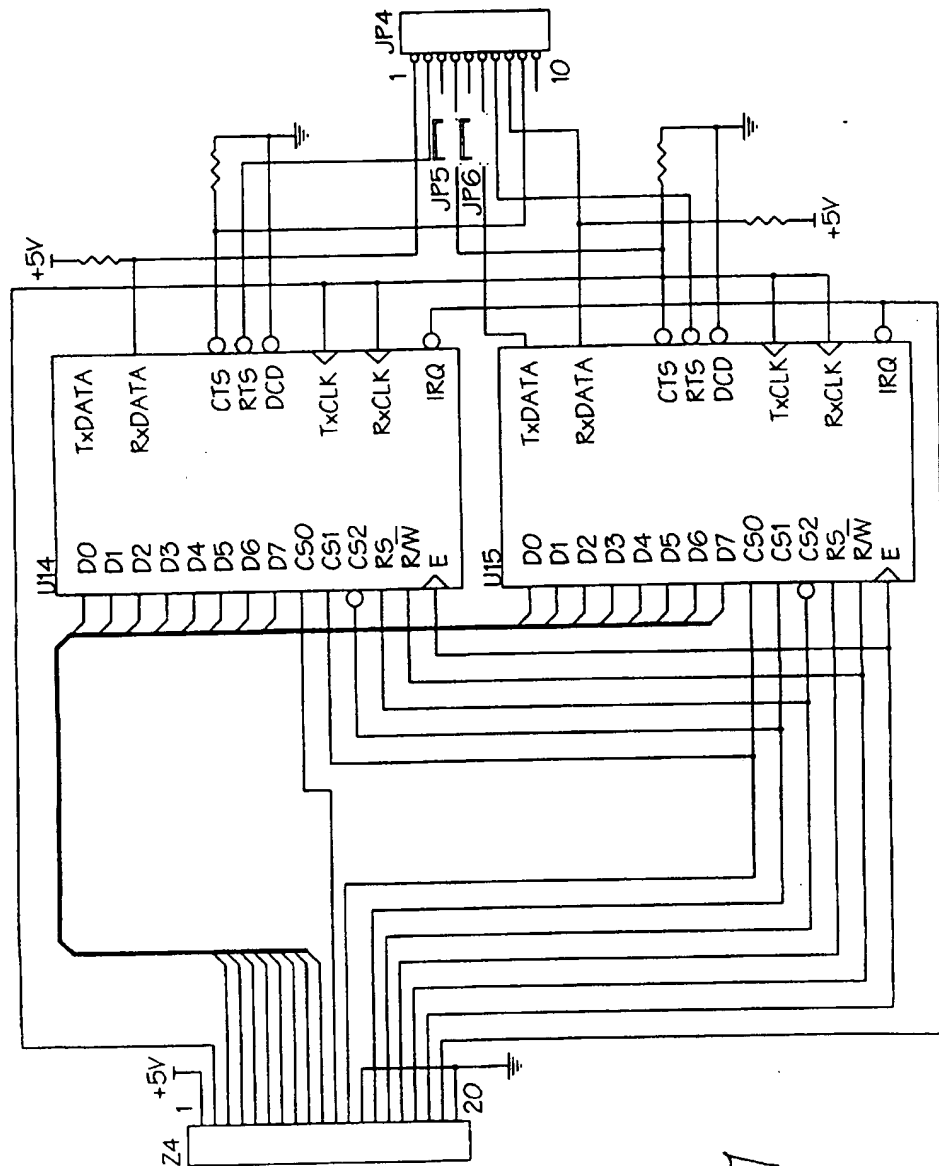 JP4
1
10
+5V
JP5
JP6
+5V
U14
D0
D1
D2
D3
D4
D5
D6
D7
CS0
CS1
CS2
RS
R/W̅
E
TxDATA
RxDATA
CTS
RTS
DCD
TxCLK
RxCLK
IRQ
U15
D0
D1
D2
D3
D4
D5
D6
D7
CS0
CS1
CS2
RS
R/W̅
E
TxDATA
RxDATA
CTS
RTS
DCD
TxCLK
RxCLK
IRQ
+5V
1
20
Z4